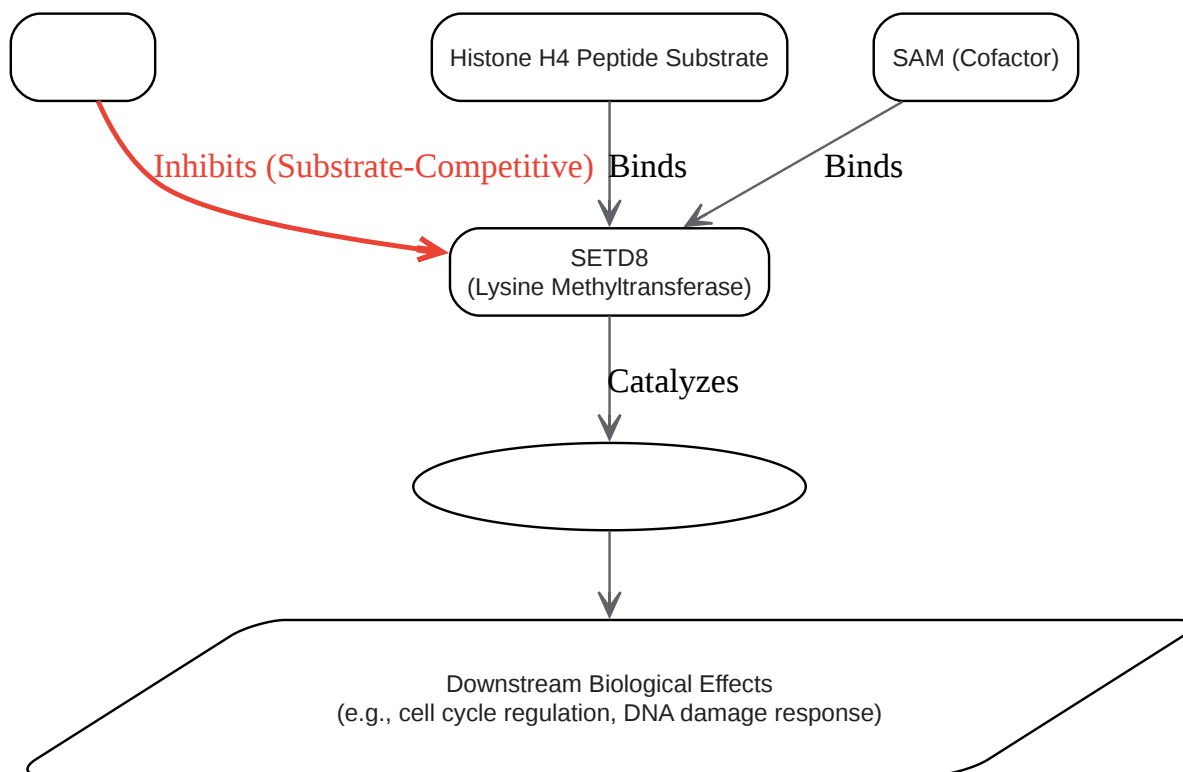 Histone H4 Peptide Substrate
SAM (Cofactor)
Inhibits (Substrate-Competitive)
Binds
Binds
SETD8
(Lysine Methyltransferase)
Catalyzes
Downstream Biological Effects
(e.g., cell cycle regulation, DNA damage response)